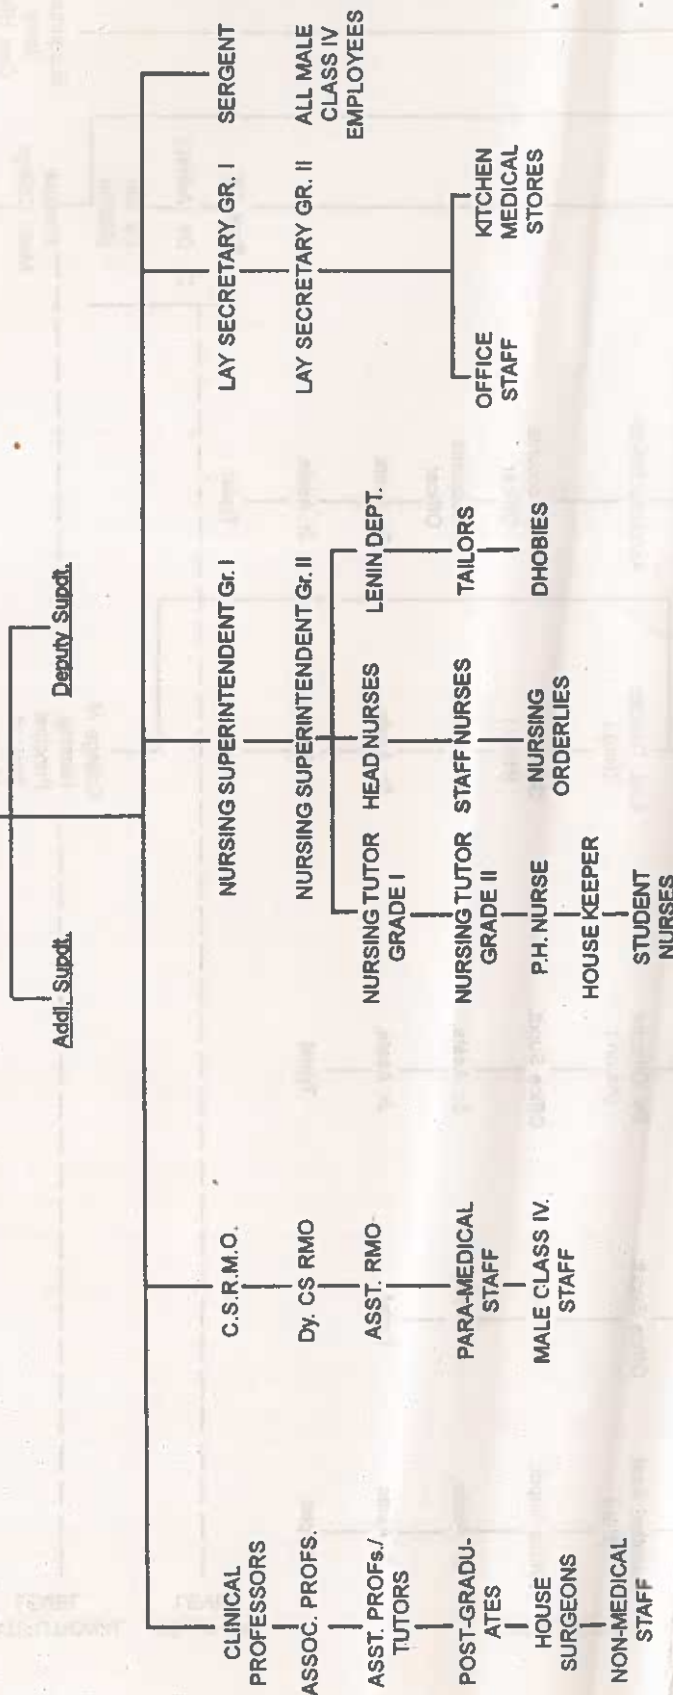 Addl. Supdt.
Deputy Supdt.
CLINICAL
PROFESSORS
ASSOC. PROFS.
ASST. PROFs./
TUTORS
POST-GRADU-
ATES
HOUSE
SURGEONS
NON-MEDICAL
STAFF
C.S.R.M.O.
Dy. CS RMO
ASST. RMO
PARA-MEDICAL
STAFF
MALE CLASS IV.
STAFF
NURSING SUPERINTENDENT Gr. I
NURSING SUPERINTENDENT Gr. II
NURSING TUTOR
GRADE I
NURSING TUTOR
GRADE II
P.H. NURSE
HOUSE KEEPER
STUDENT
NURSES
HEAD NURSES
STAFF NURSES
NURSING
ORDERLIES
LENIN DEPT.
TAILORS
DHOBIES
LAY SECRETARY GR. I
LAY SECRETARY GR. II
OFFICE
STAFF
KITCHEN
MEDICAL
STORES
SERGENT
ALL MALE
CLASS IV
EMPLOYEES